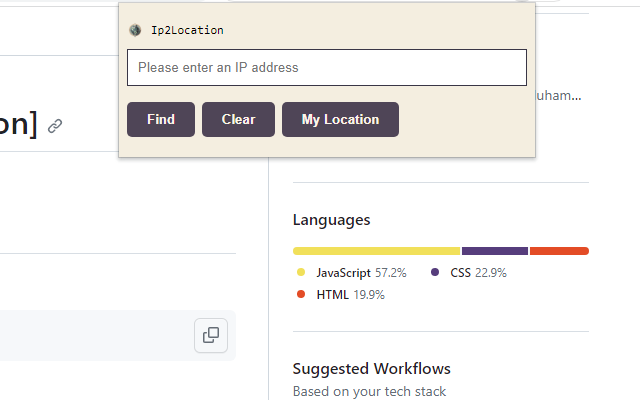 Ip2Location
Please enter an IP address
Find Clear My Location
on]
uham...
Languages
JavaScript 57.2% CSS 22.9%
HTML 19.9%
Suggested Workflows
Based on your tech stack